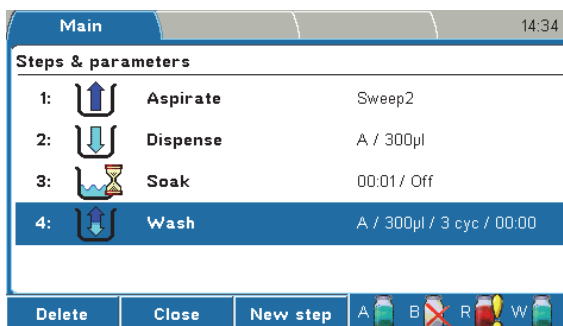 Main 14:34
Steps & parameters
1: Aspirate Sweep2
2: Dispense A / 300µl
3: Soak 00:01 / Off
4: Wash A / 300µl / 3 cyc / 00:00
Delete Close New step A B R W